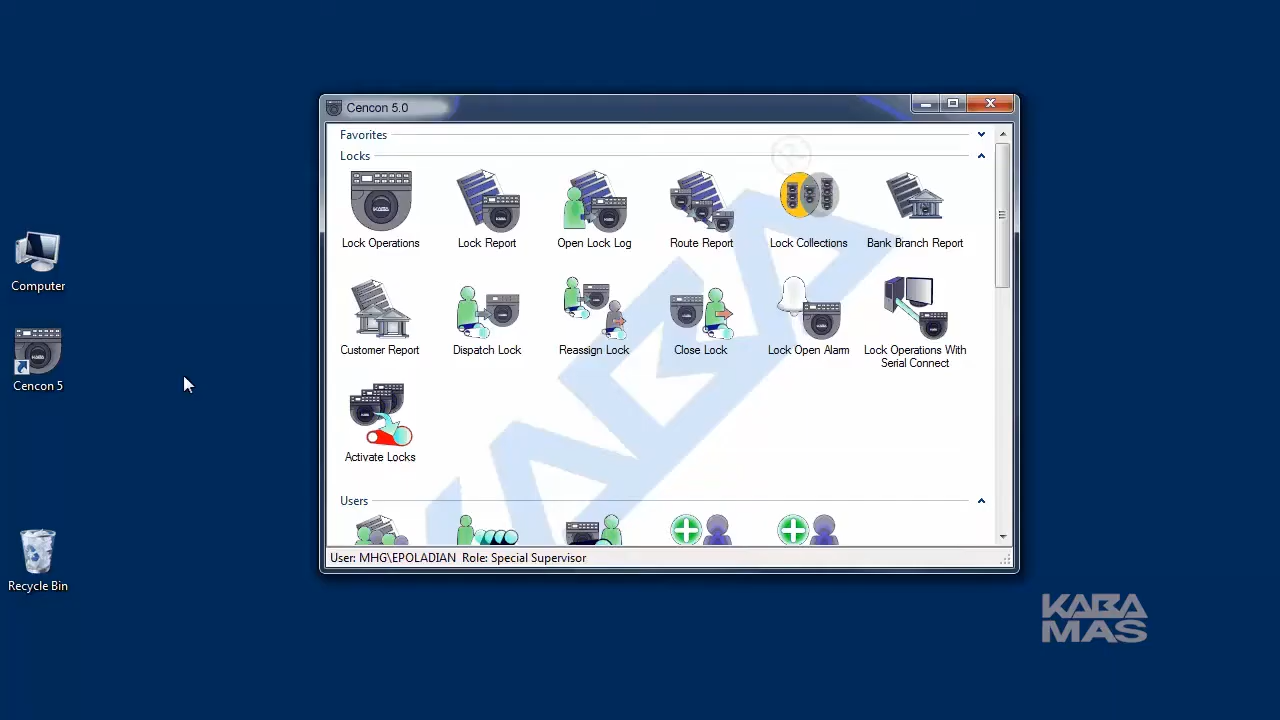 Cencon 5.0
Favorites
Locks
Lock Operations
Lock Report
Open Lock Log
Route Report
Lock Collections
Bank Branch Report
Customer Report
Dispatch Lock
Reassign Lock
Close Lock
Lock Open Alarm
Lock Operations With
Serial Connect
Activate Locks
Users
User: MHG\EPOLADIAN Role: Special Supervisor
Computer
Cencon 5
Recycle Bin
KABA
MAS
KABA
®